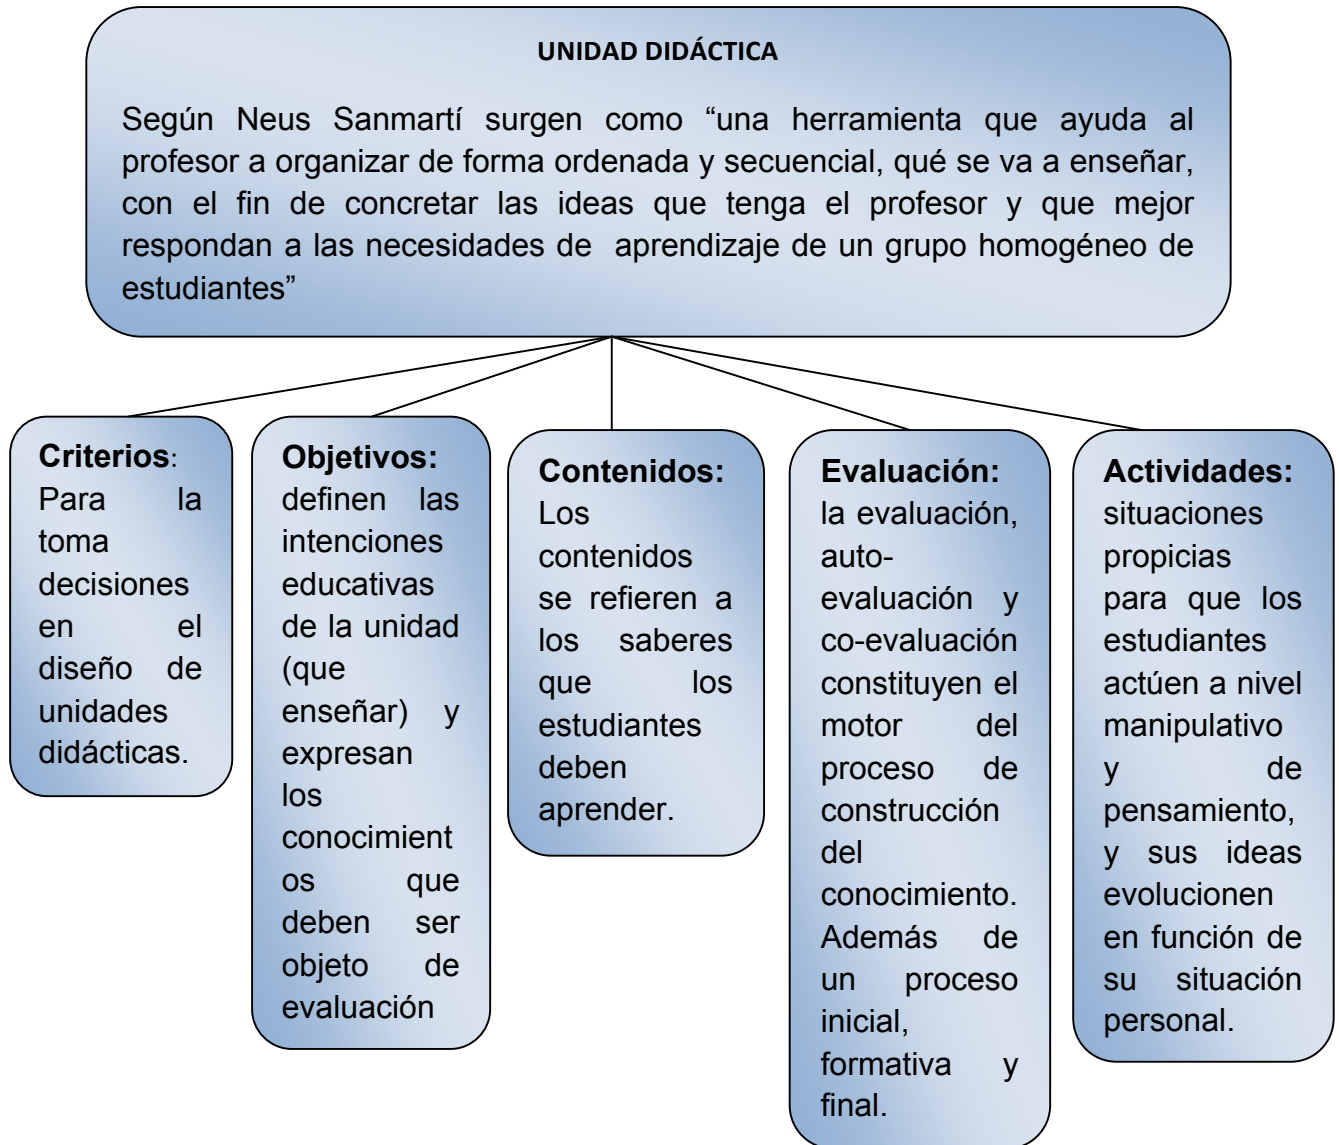 UNIDAD DIDÁCTICA
Según Neus Sanmartí surgen como “una herramienta que ayuda al
profesor a organizar de forma ordenada y secuencial, qué se va a enseñar,
con el fin de concretar las ideas que tenga el profesor y que mejor
respondan a las necesidades de aprendizaje de un grupo homogéneo de
estudiantes”
Criterios:
Para la
toma
decisiones
en el
diseño de
unidades
didácticas.
Objetivos:
definen las
intenciones
educativas
de la unidad
(que
enseñar) y
expresan
los
conocimient
os que
deben ser
objeto de
evaluación
Contenidos:
Los
contenidos
se refieren a
los saberes
que los
estudiantes
deben
aprender.
Evaluación:
la evaluación,
auto-
evaluación y
co-evaluación
constituyen el
motor del
proceso de
construcción
del
conocimiento.
Además de
un proceso
inicial,
formativa y
final.
Actividades:
situaciones
propicias
para que los
estudiantes
actúen a nivel
manipulativo
y de
pensamiento,
y sus ideas
evolucionen
en función de
su situación
personal.